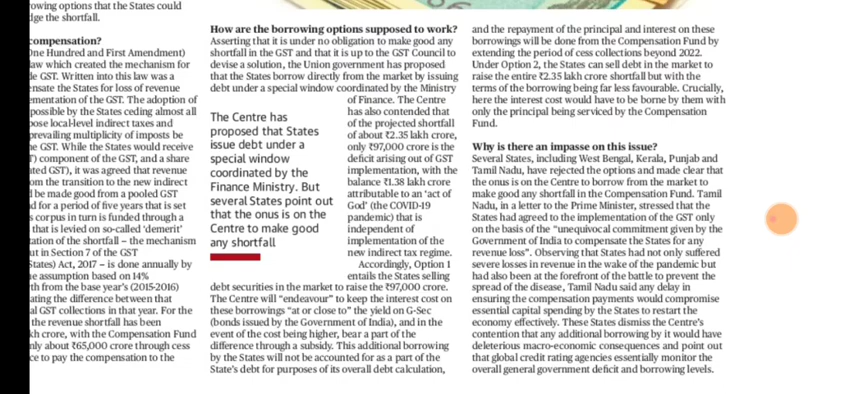 rowing options that the States could
dge the shortfall.
compensation?
One Hundred and First Amendment)
law which created the mechanism for
GST. Written into this law was a
ensate the States for loss of revenue
ementation of the GST. The adoption of
possible by the States ceding almost all
pose local-level indirect taxes and
prevailing multiplicity of imposts be
GST. While the States would receive
component of the GST, and a share
ted GST), it was agreed that revenue
om the transition to the new indirect
be made good from a pooled GST
d for a period of five years that is set
s corpus in turn is funded through a
that is levied on so-called ‘demerit’
tation of the shortfall – the mechanism
ut in Section 7 of the GST
States) Act, 2017 – is done annually by
e assumption based on 14%
th from the base year’s (2015-2016)
ating the difference between that
al GST collections in that year. For the
the revenue shortfall has been
kh crore, with the Compensation Fund
nly about ₹65,000 crore through cess
ce to pay the compensation to the
How are the borrowing options supposed to work?
Asserting that it is under no obligation to make good any
shortfall in the GST and that it is up to the GST Council to
devise a solution, the Union government has proposed
that the States borrow directly from the market by issuing
debt under a special window coordinated by the Ministry
of Finance. The Centre
has also contended that
of the projected shortfall
of about ₹2.35 lakh crore,
only ₹97,000 crore is the
deficit arising out of GST
implementation, with the
balance ₹1.38 lakh crore
attributable to an ‘act of
God’ (the COVID-19
pandemic) that is
independent of
implementation of the
new indirect tax regime.
Accordingly, Option 1
entails the States selling
debt securities in the market to raise the ₹97,000 crore.
The Centre will “endeavour” to keep the interest cost on
these borrowings “at or close to” the yield on G-Sec
(bonds issued by the Government of India), and in the
event of the cost being higher, bear a part of the
difference through a subsidy. This additional borrowing
by the States will not be accounted for as a part of the
State’s debt for purposes of its overall debt calculation,
The Centre has
proposed that States
issue debt under a
special window
coordinated by the
Finance Ministry. But
several States point out
that the onus is on the
Centre to make good
any shortfall
and the repayment of the principal and interest on these
borrowings will be done from the Compensation Fund by
extending the period of cess collections beyond 2022.
Under Option 2, the States can sell debt in the market to
raise the entire ₹2.35 lakh crore shortfall but with the
terms of the borrowing being far less favourable. Crucially,
here the interest cost would have to be borne by them with
only the principal being serviced by the Compensation
Fund.
Why is there an impasse on this issue?
Several States, including West Bengal, Kerala, Punjab and
Tamil Nadu, have rejected the options and made clear that
the onus is on the Centre to borrow from the market to
make good any shortfall in the Compensation Fund. Tamil
Nadu, in a letter to the Prime Minister, stressed that the
States had agreed to the implementation of the GST only
on the basis of the “unequivocal commitment given by the
Government of India to compensate the States for any
revenue loss”. Observing that States had not only suffered
severe losses in revenue in the wake of the pandemic but
had also been at the forefront of the battle to prevent the
spread of the disease, Tamil Nadu said any delay in
ensuring the compensation payments would compromise
essential capital spending by the States to restart the
economy effectively. These States dismiss the Centre’s
contention that any additional borrowing by it would have
deleterious macro-economic consequences and point out
that global credit rating agencies essentially monitor the
overall general government deficit and borrowing levels.